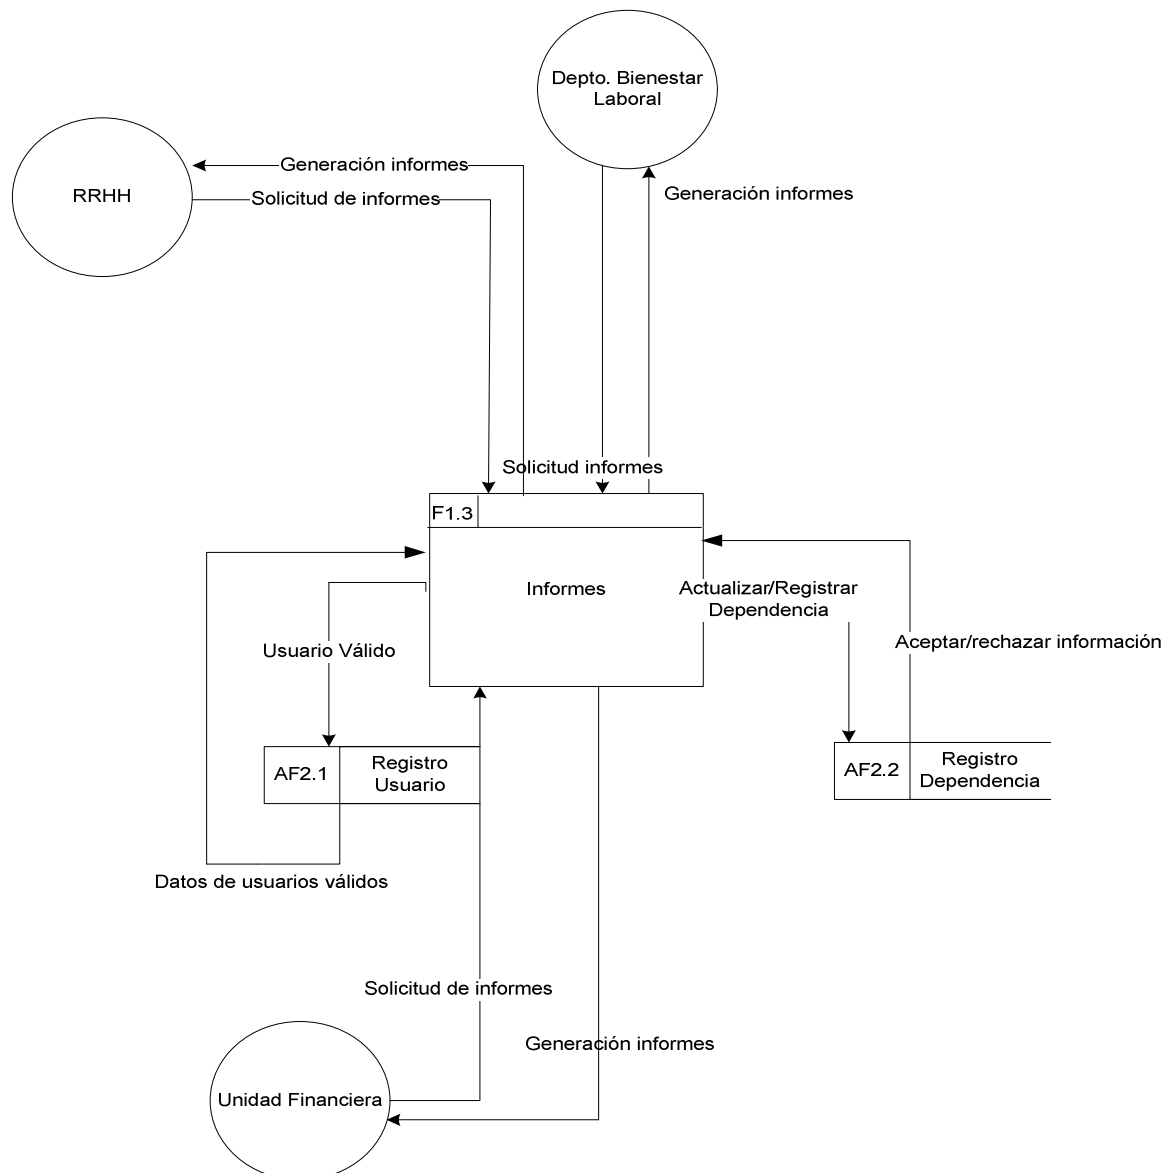 Depto. Bienestar
Laboral
RRHH
Generación informes
Solicitud de informes
Generación informes
Solicitud informes
F1.3
Informes
Actualizar/Registrar
Dependencia
Usuario Válido
Aceptar/rechazar información
AF2.1
Registro
Usuario
AF2.2
Registro
Dependencia
Datos de usuarios válidos
Solicitud de informes
Generación informes
Unidad Financiera